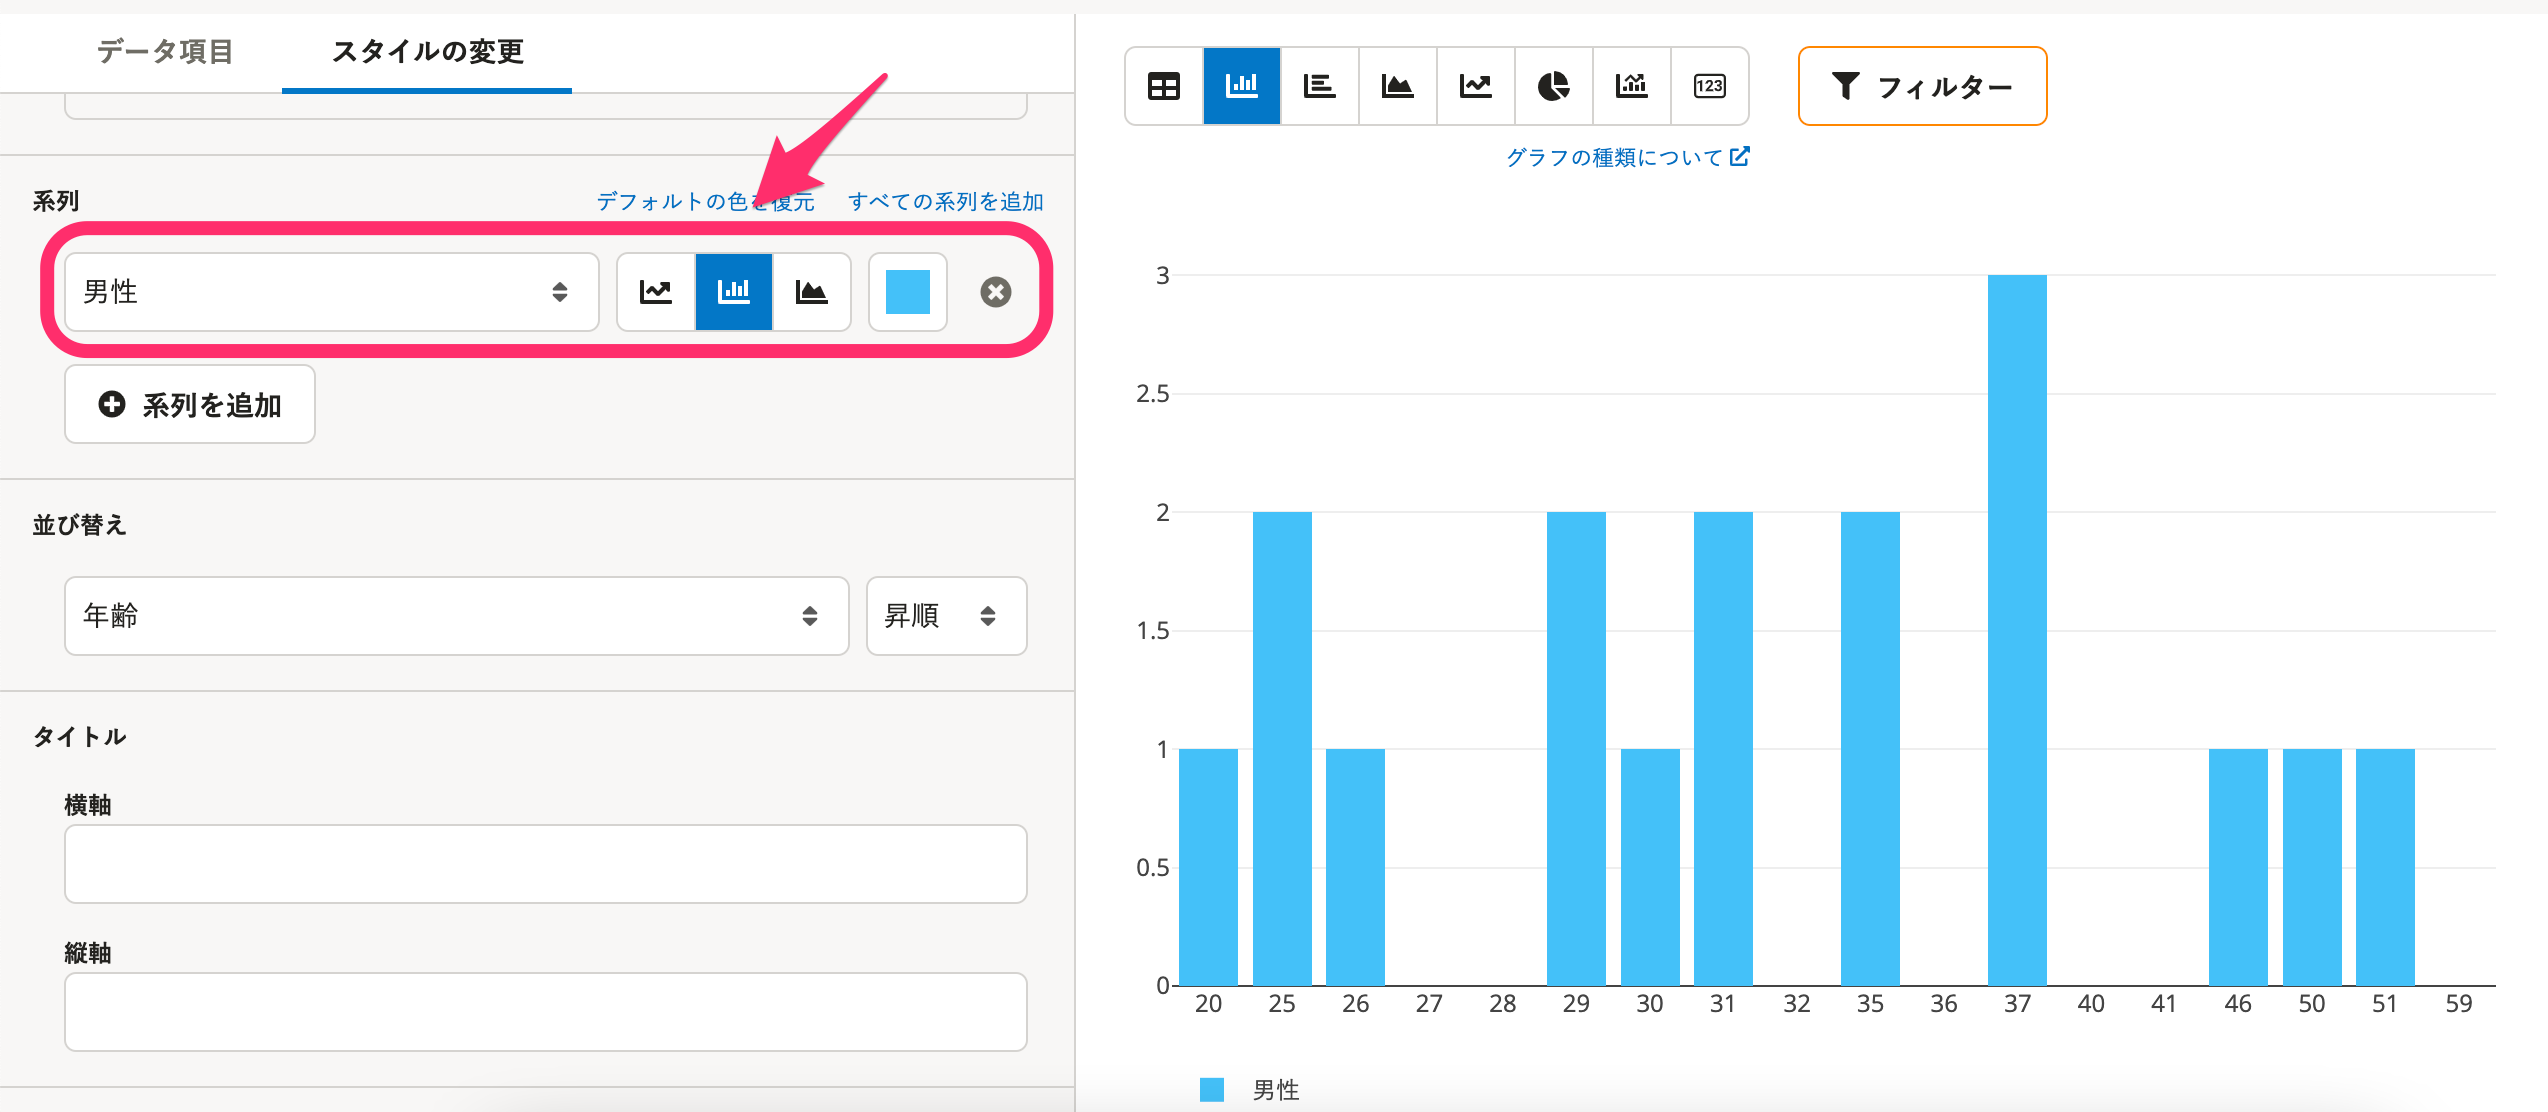 データ項目
スタイルの変更
系列
デフォルトの色を復元
すべての系列を追加
男性
系列を追加
並び替え
年齢
昇順
タイトル
横軸
縦軸
123
フィルター
グラフの種類について
3
2.5
2
1.5
1
0.5
0
20 25 26 27 28 29 30 31 32 35 36 37 40 41 46 50 51 59
男性